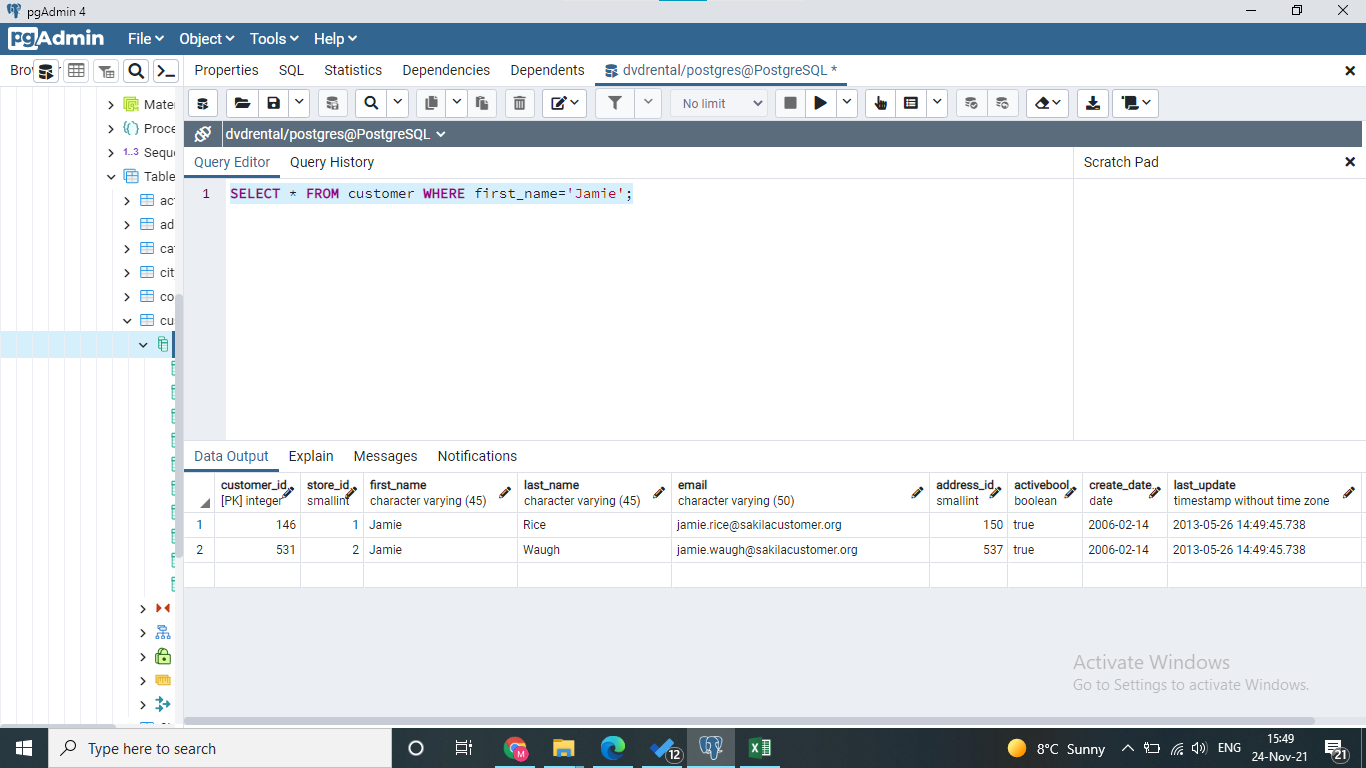 pgAdmin 4
pgAdmin File Object Tools Help
Properties SQL Statistics Dependencies Dependents dvdrental/postgres@PostgreSQL *
No limit
dvdrental/postgres@PostgreSQL
Query Editor Query History Scratch Pad
1 SELECT * FROM customer WHERE first_name='Jamie';
Mate
Proce
1..3 Sequ
Table
ac
ad
ca
cit
co
cu
Data Output Explain Messages Notifications
customer_id store_id first_name last_name email address_id activebool create_date last_update
[PK] integer smallint character varying (45) character varying (45) character varying (50) smallint boolean date timestamp without time zone
1 146 1 Jamie Rice jamie.rice@sakilacustomer.org 150 true 2006-02-14 2013-05-26 14:49:45.738
2 531 2 Jamie Waugh jamie.waugh@sakilacustomer.org 537 true 2006-02-14 2013-05-26 14:49:45.738
Activate Windows
Go to Settings to activate Windows.
Type here to search M 12 8°C Sunny ENG 15:49
24-Nov-21 21